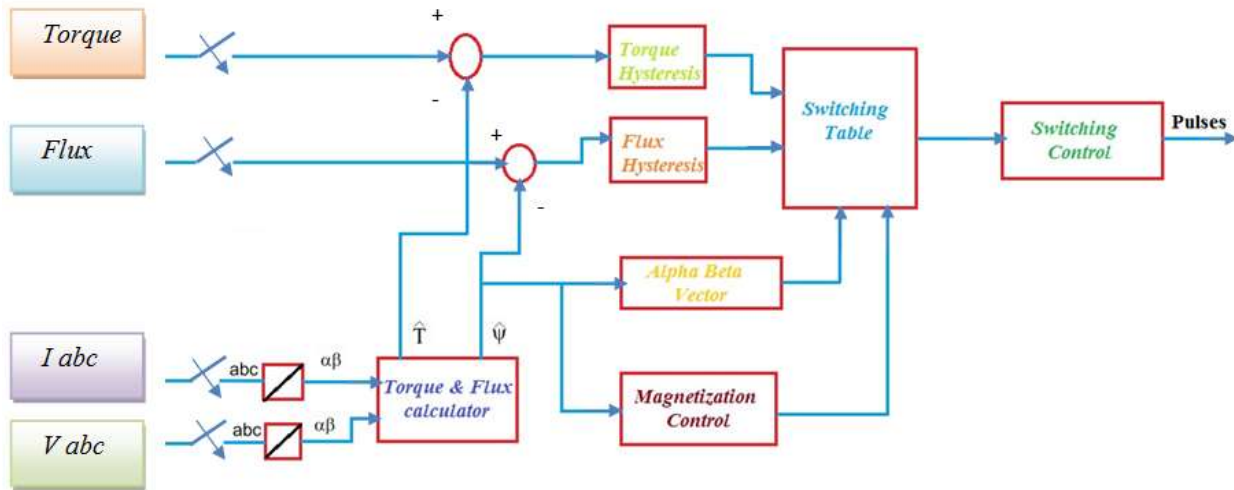 Torque
+
Torque
Hysteresis
-
Switching
Table
Flux
+
Flux
Hysteresis
-
Switching
Control
Pulses
Alpha Beta
Vector
T̂
ψ̂
I abc
abc
αβ
Torque & Flux
calculator
Magnetization
Control
V abc
abc
αβ